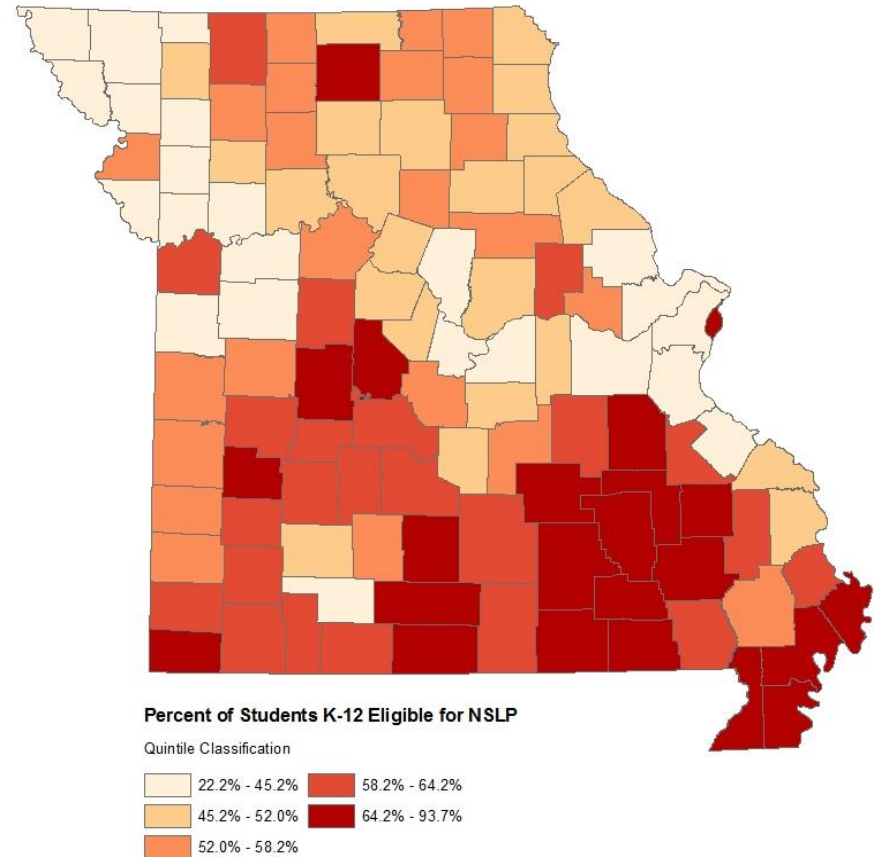 Percent of Students K-12 Eligible for NSLP
Quintile Classification
22.2% - 45.2%
45.2% - 52.0%
52.0% - 58.2%
58.2% - 64.2%
64.2% - 93.7%